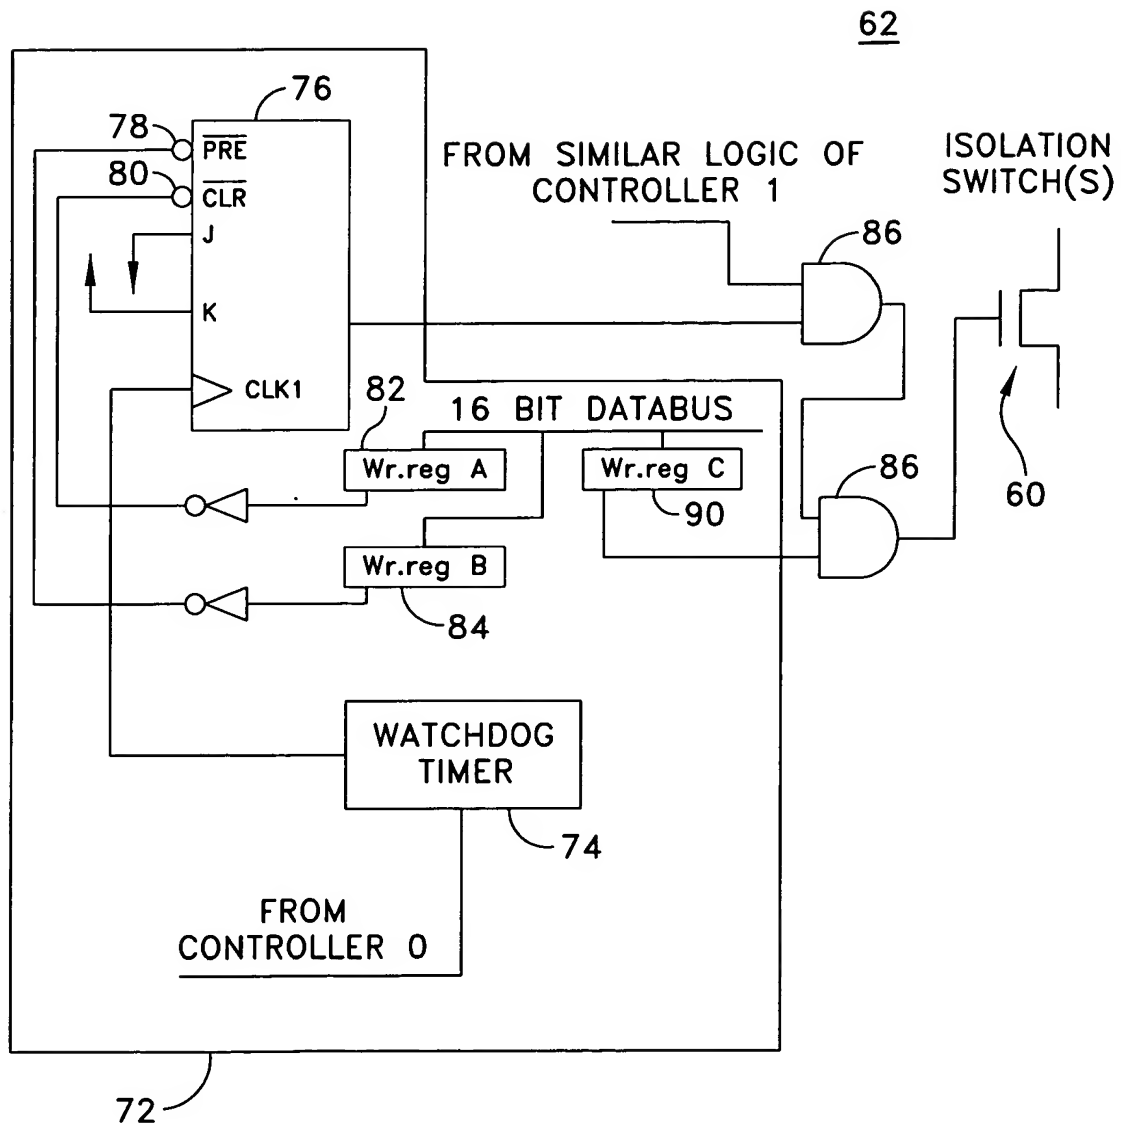 62
76
78
PRE
80
CLR
J
K
CLK1
FROM SIMILAR LOGIC OF
CONTROLLER 1
86
ISOLATION
SWITCH(S)
60
82
16 BIT DATABUS
Wr.reg A
Wr.reg C
90
86
Wr.reg B
84
WATCHDOG
TIMER
74
FROM
CONTROLLER 0
72